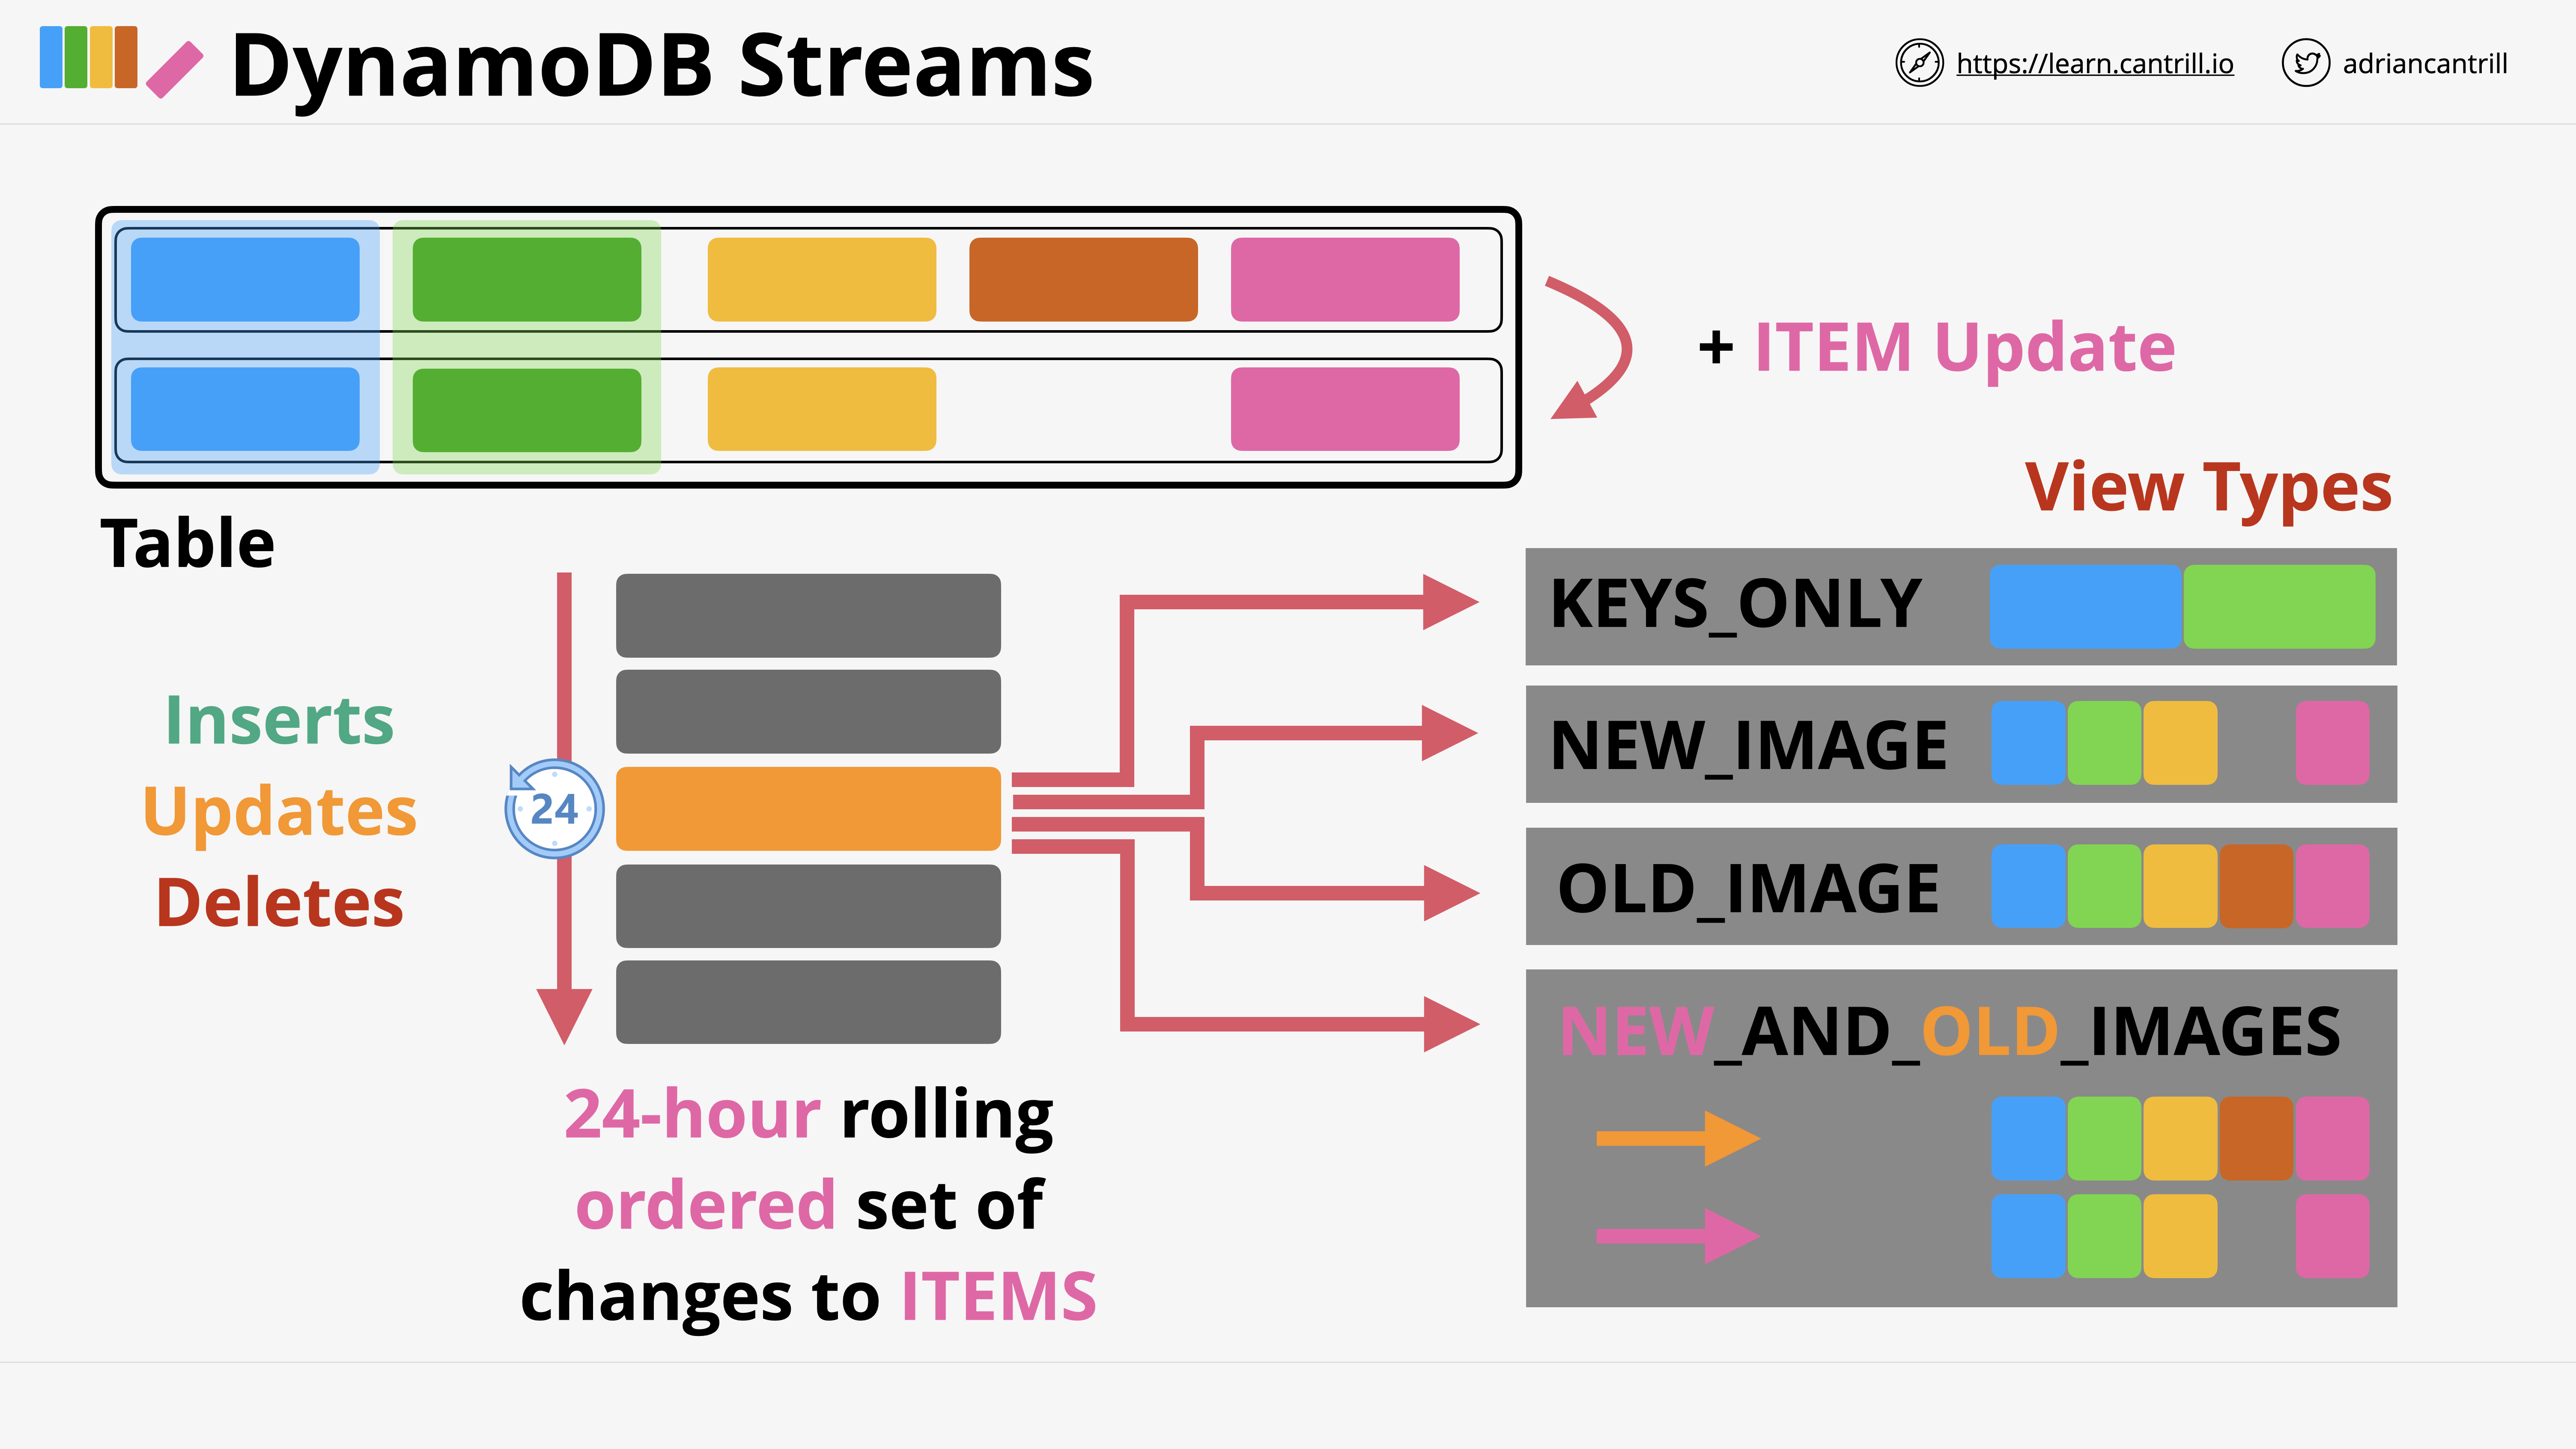 DynamoDB Streams
https://learn.cantrill.io
adriancantrill
+ ITEM Update
Table
View Types
Inserts
Updates
Deletes
24
24-hour rolling
ordered set of
changes to ITEMS
KEYS_ONLY
NEW_IMAGE
OLD_IMAGE
NEW_AND_OLD_IMAGES